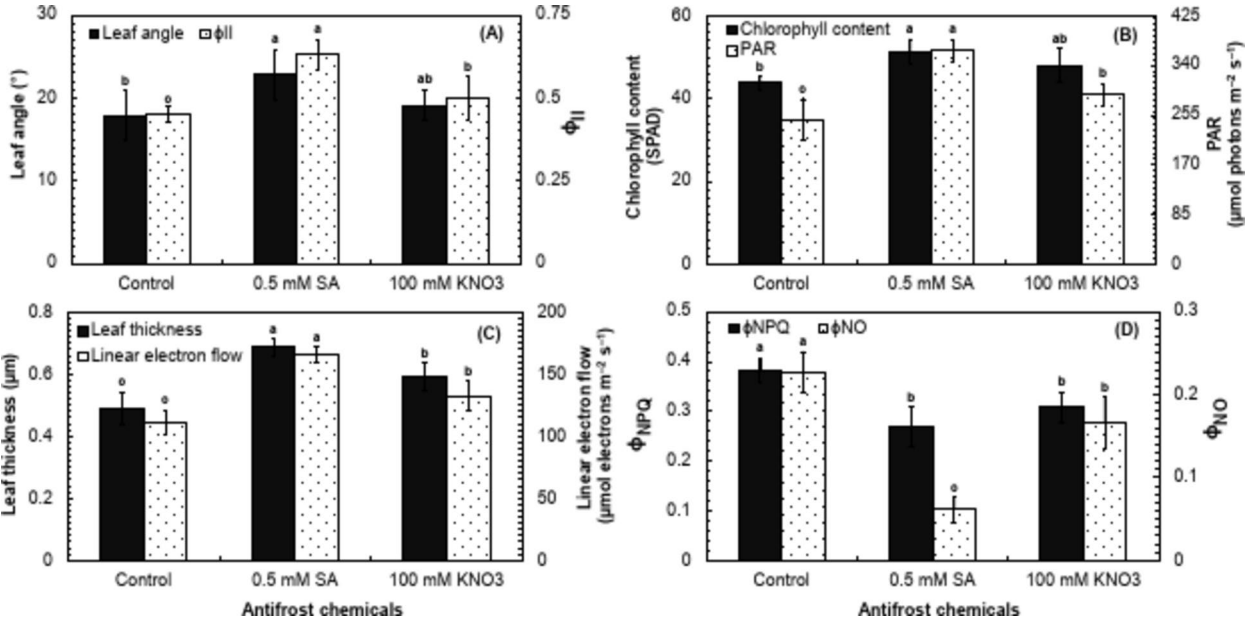 30
20
10
0
Leaf angle (°)
Leaf angle
ϕII
(A)
b
o
a
a
ab
b
0.75
0.5
0.25
0
ϕII
Control
0.5 mM SA
100 mM KNO3
60
40
20
0
Chlorophyll content
(SPAD)
Chlorophyll content
PAR
(B)
b
o
a
a
ab
b
425
340
255
170
85
0
PAR
(µmol photons m−2 s−1)
Control
0.5 mM SA
100 mM KNO3
0.8
0.6
0.4
0.2
0
Leaf thickness (µm)
Leaf thickness
Linear electron flow
(C)
o
o
a
a
b
b
200
150
100
50
0
Linear electron flow
(µmol electrons m−2 s−1)
Control
0.5 mM SA
100 mM KNO3
Antifrost chemicals
0.5
0.4
0.3
0.2
0.1
0
ϕNPQ
ϕNPQ
ϕNO
(D)
a
a
b
o
b
b
0.3
0.2
0.1
0
ϕNO
Control
0.5 mM SA
100 mM KNO3
Antifrost chemicals